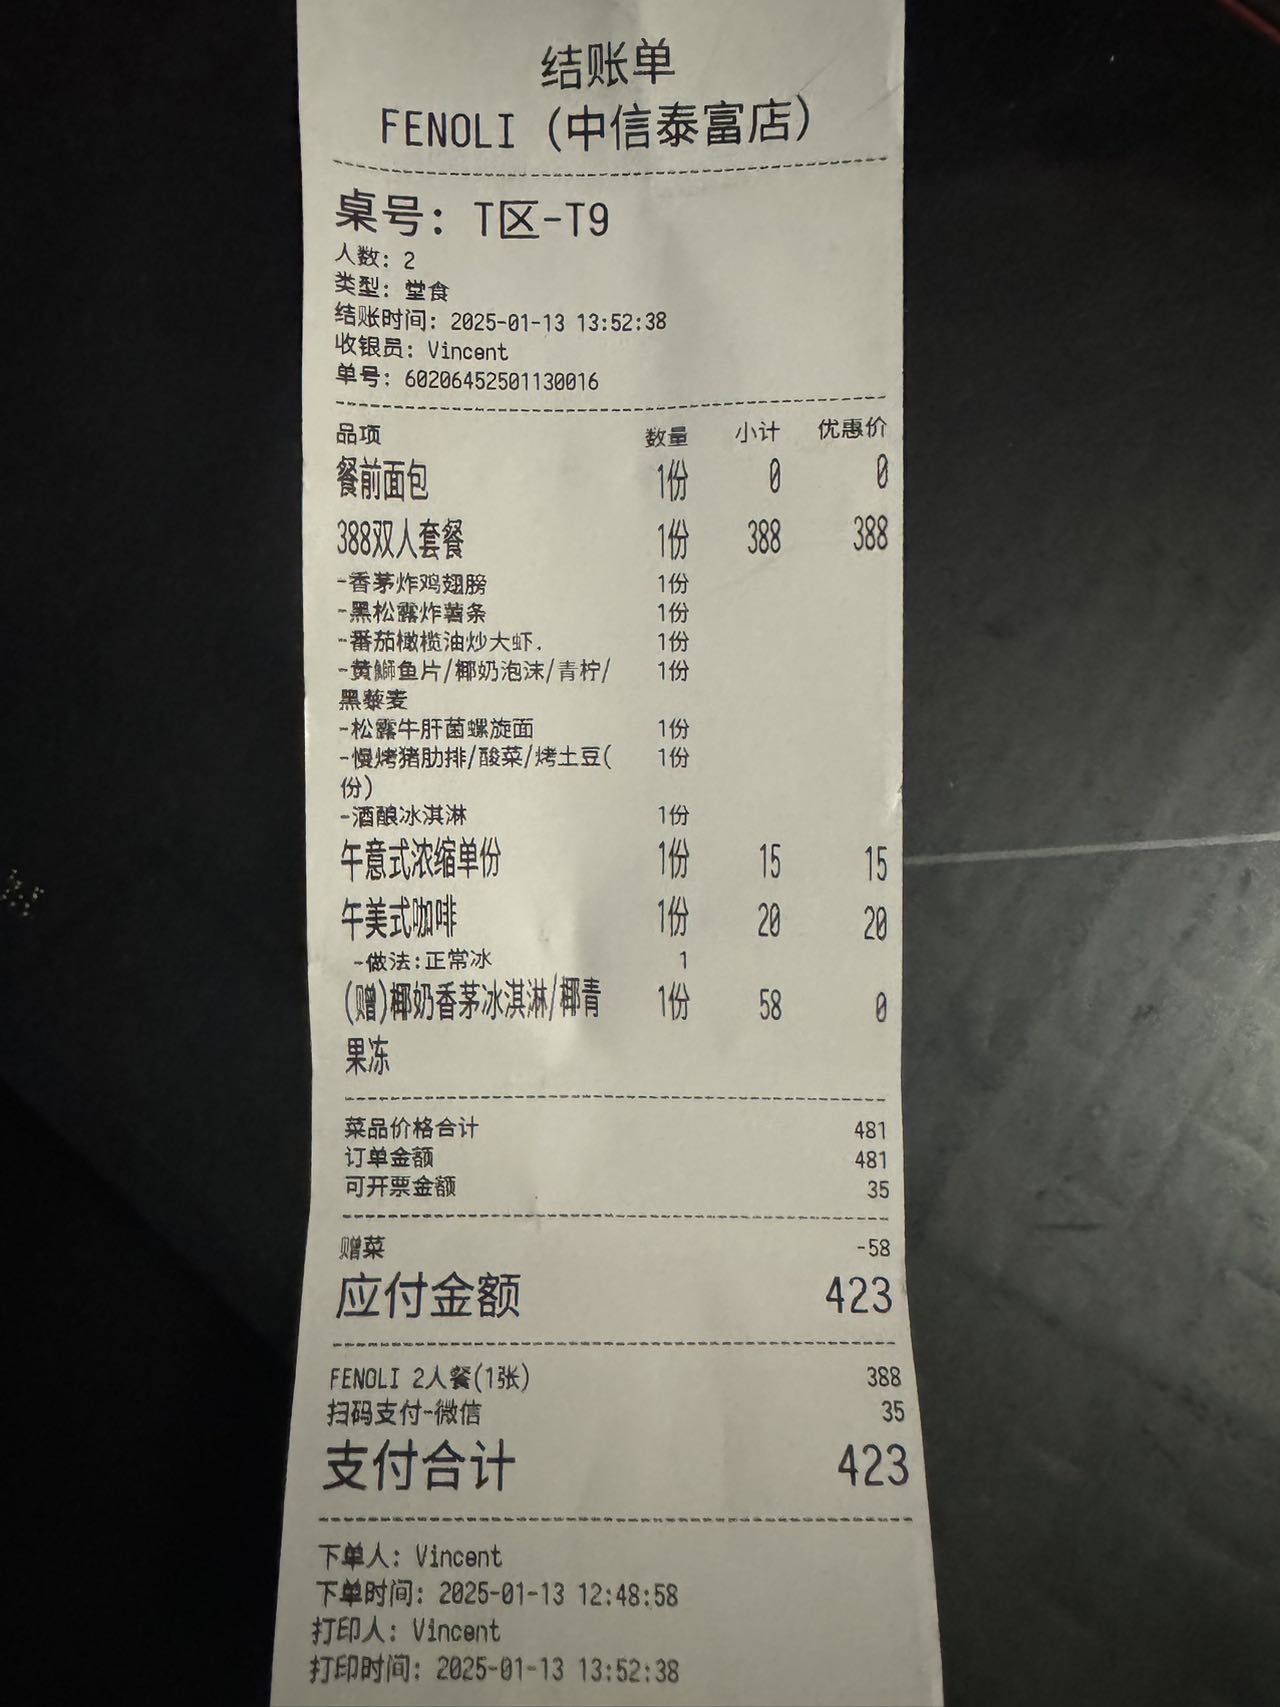 结账单
FENOLI（中信泰富店）
桌号：T区-T9
人数：2
类型：堂食
结账时间：2025-01-13 13:52:38
收银员：Vincent
单号：60206452501130016
品项 数量 小计 优惠价
餐前面包 1份 0 0
388双人套餐 1份 388 388
-香茅炸鸡翅膀 1份
-黑松露炸薯条 1份
-番茄橄榄油炒大虾. 1份
-黄鰤鱼片/椰奶泡沫/青柠/ 1份
黑藜麦
-松露牛肝菌螺旋面 1份
-慢烤猪肋排/酸菜/烤土豆( 1份
份)
-酒酿冰淇淋 1份
午意式浓缩单份 1份 15 15
午美式咖啡 1份 20 20
-做法:正常冰 1
(赠)椰奶香茅冰淇淋/椰青 1份 58 0
果冻
菜品价格合计 481
订单金额 481
可开票金额 35
赠菜 -58
应付金额 423
FENOLI 2人餐(1张) 388
扫码支付-微信 35
支付合计 423
下单人：Vincent
下单时间：2025-01-13 12:48:58
打印人：Vincent
打印时间：2025-01-13 13:52:38